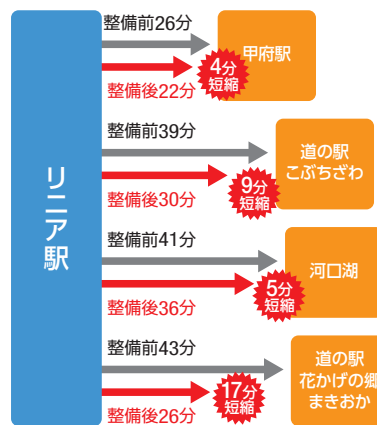 リニア駅
整備前26分
甲府駅
4分
短縮
整備後22分
整備前39分
道の駅
こぶちざわ
9分
短縮
整備後30分
整備前41分
河口湖
5分
短縮
整備後36分
整備前43分
道の駅
花かげの郷
まきおか
17分
短縮
整備後26分